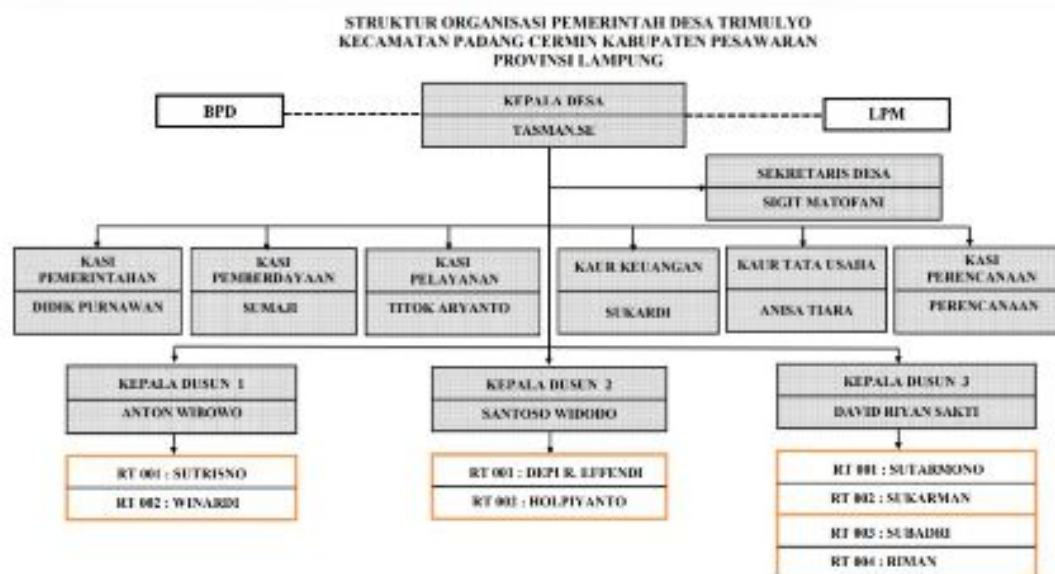 STRUKTUR ORGANISASI PEMERINTAH DESA TRIMULYO
KECAMATAN PADANG CERMIN KABUPATEN PESAWARAN
PROVINSI LAMPUNG
BPD
KEPALA DESA
TASMAN.SE
LPM
SEKRETARIS DESA
SIGIT MATOFANI
KASI
PEMERINTAHAN
DIDIK PURNAWAN
KASI
PEMBERDAYAAN
SUMAJI
KASI
PELAYANAN
TITOK ARYANTO
KAUR KEUANGAN
SUKARDI
KAUR TATA USAHA
ANISA TIARA
KASI
PERENCANAAN
PERENCANAAN
KEPALA DUSUN 1
ANTON WIBOWO
RT 001 : SUTRISNO
RT 002 : WINARDI
KEPALA DUSUN 2
SANTOSO WIDODO
RT 001 : DEPI R. EFFENDI
RT 002 : HOLPIYANTO
KEPALA DUSUN 3
DAVID RIYAN SAKTI
RT 001 : SUTARMONO
RT 002 : SUKARMAN
RT 003 : SUBADRI
RT 004 : RIMAN